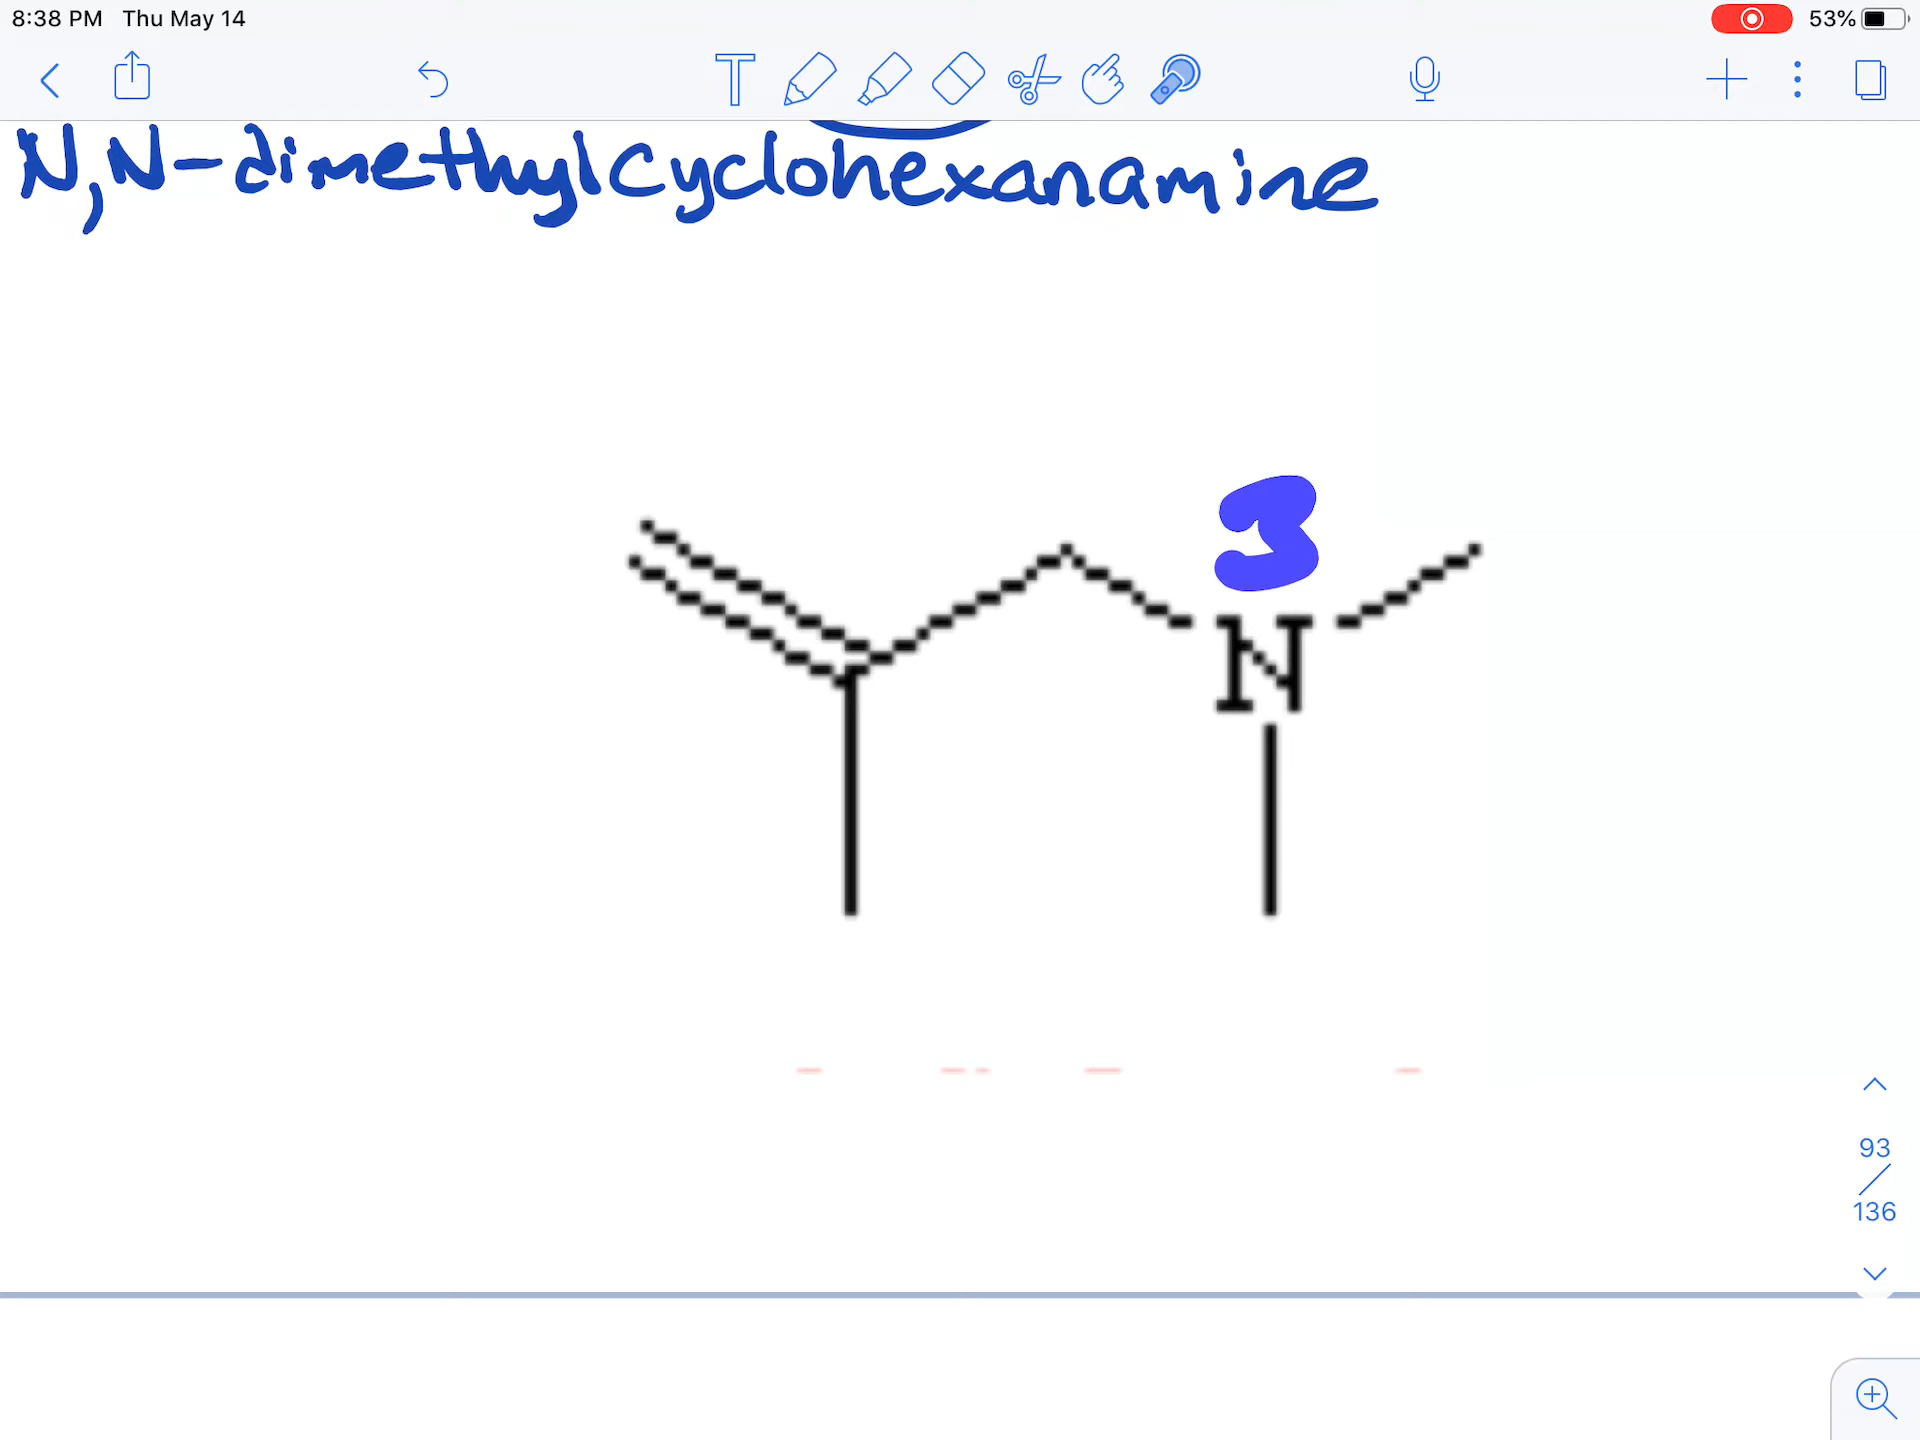 8:38 PM Thu May 14 53%
T
N,N-dimethylcyclohexanamine
3
N
93
136